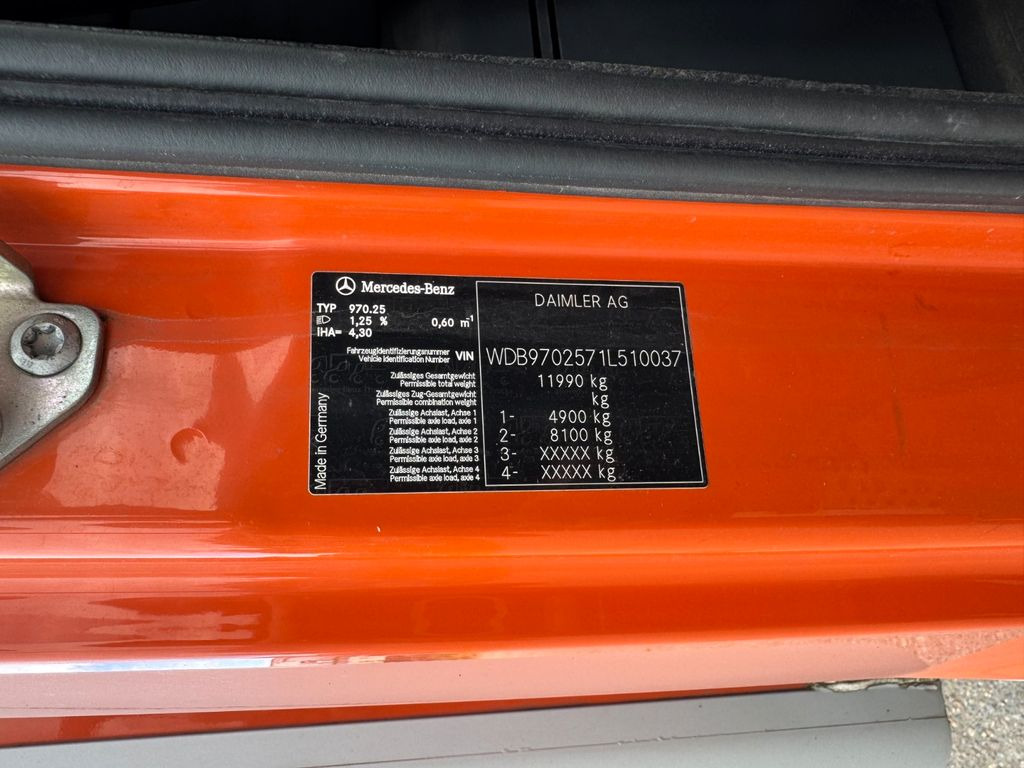 Mercedes-Benz
TYP 970.25
1,25 % 0,60 m⁻¹
IHA= 4,30
Fahrzeugidentifizierungsnummer
Vehicle Identification Number VIN
Zulässiges Gesamtgewicht
Permissible total weight
Zulässiges Zug-Gesamtgewicht
Permissible combination weight
Zulässige Achslast, Achse 1
Permissible axle load, axle 1
Zulässige Achslast, Achse 2
Permissible axle load, axle 2
Zulässige Achslast, Achse 3
Permissible axle load, axle 3
Zulässige Achslast, Achse 4
Permissible axle load, axle 4
Made in Germany
DAIMLER AG
WDB9702571L510037
11990 kg
kg
1- 4900 kg
2- 8100 kg
3- XXXXX kg
4- XXXXX kg